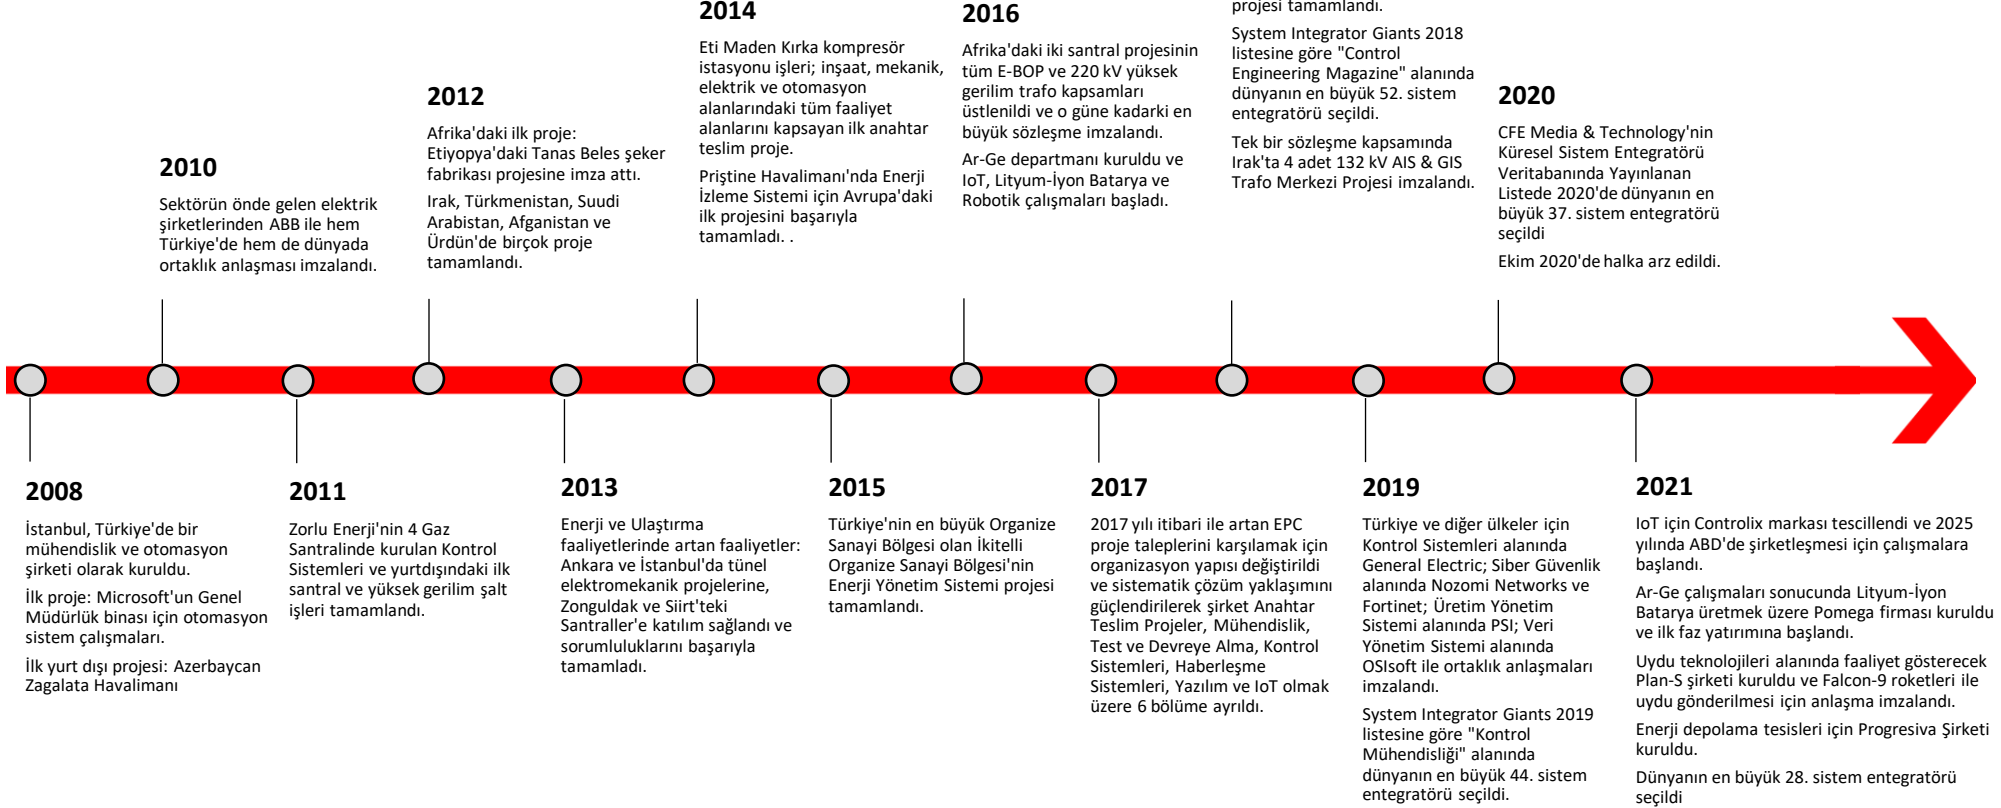 2008
İstanbul, Türkiye'de bir
mühendislik ve otomasyon
şirketi olarak kuruldu.
İlk proje: Microsoft'un Genel
Müdürlük binası için otomasyon
sistem çalışmaları.
İlk yurt dışı projesi: Azerbaycan
Zagalata Havalimanı
2010
Sektörün önde gelen elektrik
şirketlerinden ABB ile hem
Türkiye'de hem de dünyada
ortaklık anlaşması imzalandı.
2011
Zorlu Enerji'nin 4 Gaz
Santralinde kurulan Kontrol
Sistemleri ve yurtdışındaki ilk
santral ve yüksek gerilim şalt
işleri tamamlandı.
2012
Afrika'daki ilk proje:
Etiyopya'daki Tanas Beles şeker
fabrikası projesine imza attı.
Irak, Türkmenistan, Suudi
Arabistan, Afganistan ve
Ürdün'de birçok proje
tamamlandı.
2013
Enerji ve Ulaştırma
faaliyetlerinde artan faaliyetler:
Ankara ve İstanbul'da tünel
elektromekanik projelerine,
Zonguldak ve Siirt'teki
Santraller'e katılım sağlandı ve
sorumluluklarını başarıyla
tamamladı.
2014
Eti Maden Kırka kompresör
istasyonu işleri; inşaat, mekanik,
elektrik ve otomasyon
alanlarındaki tüm faaliyet
alanlarını kapsayan ilk anahtar
teslim proje.
Priştine Havalimanı'nda Enerji
İzleme Sistemi için Avrupa'daki
ilk projesini başarıyla
tamamladı. .
2015
Türkiye'nin en büyük Organize
Sanayi Bölgesi olan İkitelli
Organize Sanayi Bölgesi'nin
Enerji Yönetim Sistemi projesi
tamamlandı.
2016
Afrika'daki iki santral projesinin
tüm E-BOP ve 220 kV yüksek
gerilim trafo kapsamları
üstlenildi ve o güne kadarki en
büyük sözleşme imzalandı.
Ar-Ge departmanı kuruldu ve
IoT, Lityum-İyon Batarya ve
Robotik çalışmaları başladı.
2017
2017 yılı itibari ile artan EPC
proje taleplerini karşılamak için
organizasyon yapısı değiştirildi
ve sistematik çözüm yaklaşımını
güçlendirilerek şirket Anahtar
Teslim Projeler, Mühendislik,
Test ve Devreye Alma, Kontrol
Sistemleri, Haberleşme
Sistemleri, Yazılım ve IoT olmak
üzere 6 bölüme ayrıldı.
projesi tamamlandı.
System Integrator Giants 2018
listesine göre "Control
Engineering Magazine" alanında
dünyanın en büyük 52. sistem
entegratörü seçildi.
Tek bir sözleşme kapsamında
Irak'ta 4 adet 132 kV AIS & GIS
Trafo Merkezi Projesi imzalandı.
2019
Türkiye ve diğer ülkeler için
Kontrol Sistemleri alanında
General Electric; Siber Güvenlik
alanında Nozomi Networks ve
Fortinet; Üretim Yönetim
Sistemi alanında PSI; Veri
Yönetim Sistemi alanında
OSIsoft ile ortaklık anlaşmaları
imzalandı.
System Integrator Giants 2019
listesine göre "Kontrol
Mühendisliği" alanında
dünyanın en büyük 44. sistem
entegratörü seçildi.
2020
CFE Media & Technology'nin
Küresel Sistem Entegratörü
Veritabanında Yayınlanan
Listede 2020'de dünyanın en
büyük 37. sistem entegratörü
seçildi
Ekim 2020'de halka arz edildi.
2021
IoT için Controlix markası tescillendi ve 2025
yılında ABD'de şirketleşmesi için çalışmalara
başlandı.
Ar-Ge çalışmaları sonucunda Lityum-İyon
Batarya üretmek üzere Pomega firması kuruldu
ve ilk faz yatırımına başlandı.
Uydu teknolojileri alanında faaliyet gösterecek
Plan-S şirketi kuruldu ve Falcon-9 roketleri ile
uydu gönderilmesi için anlaşma imzalandı.
Enerji depolama tesisleri için Progresiva Şirketi
kuruldu.
Dünyanın en büyük 28. sistem entegratörü
seçildi